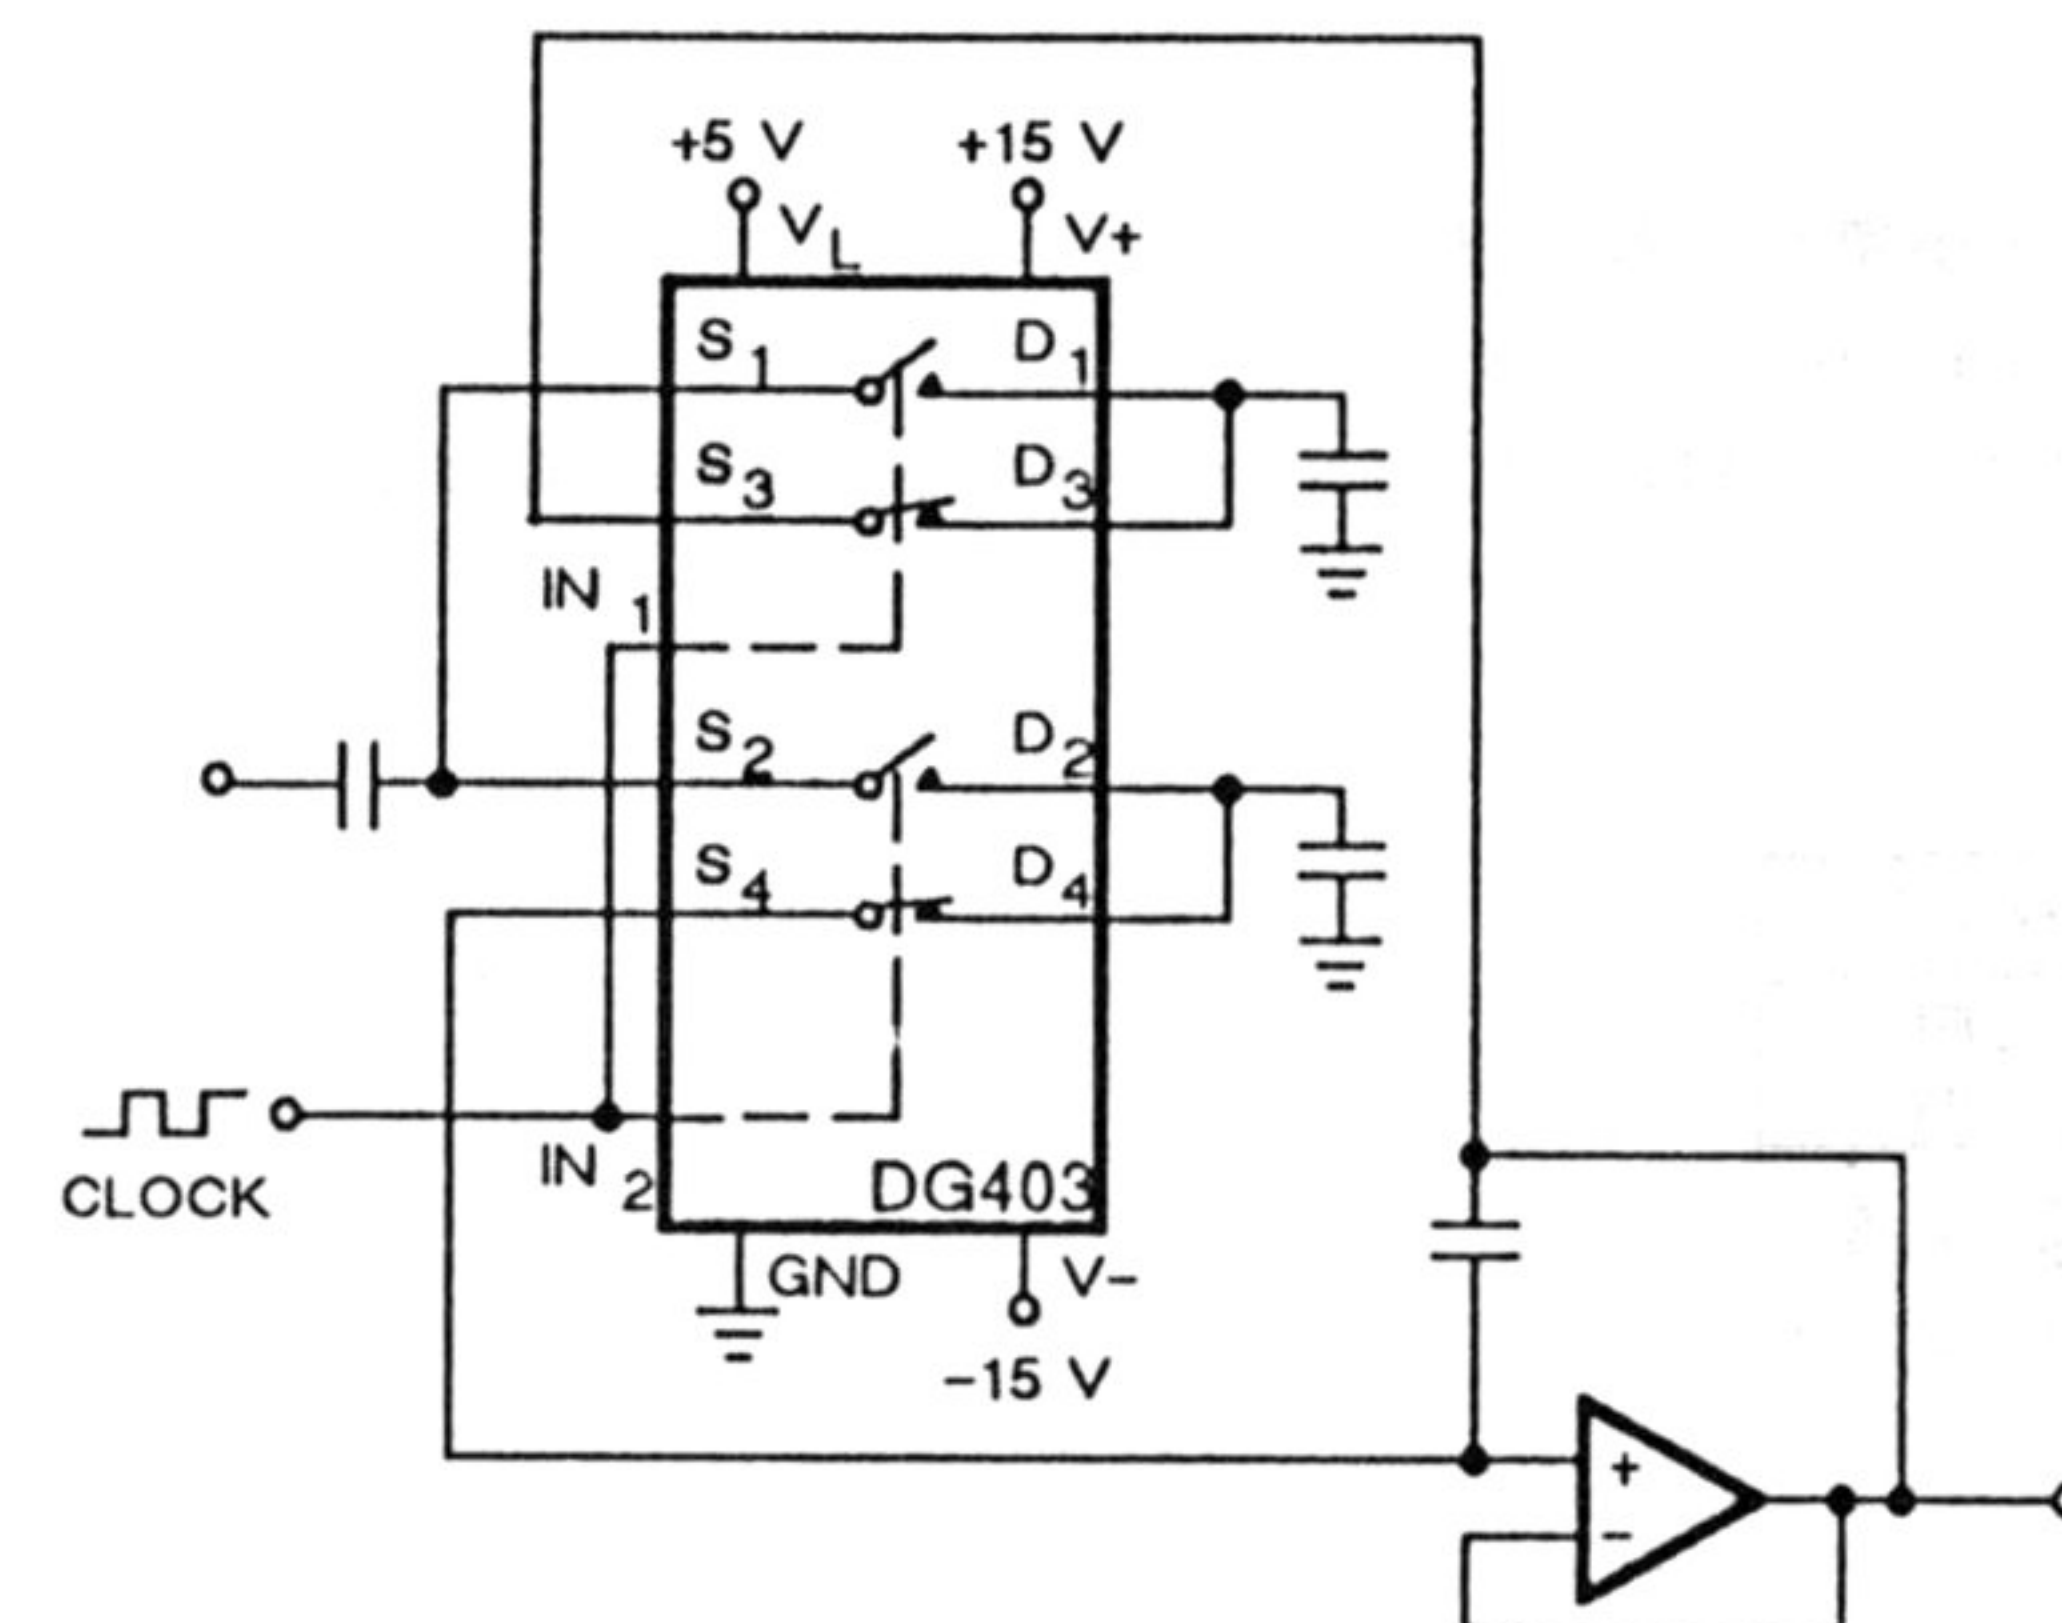 +5 V
+15 V
VL
V+
S1
D1
S3
D3
IN1
S2
D2
S4
D4
CLOCK
IN2
DG403
GND
V-
-15 V
+
-